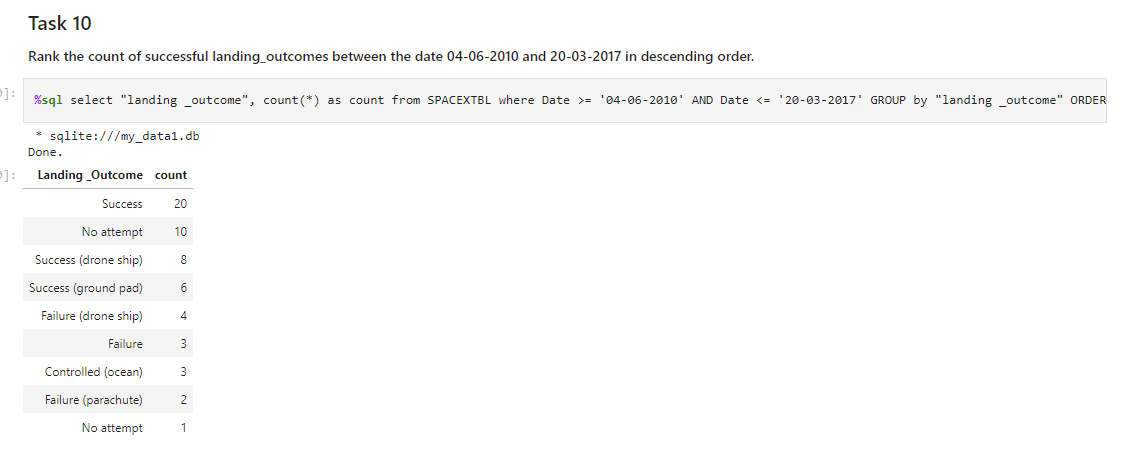 Task 10
Rank the count of successful landing_outcomes between the date 04-06-2010 and 20-03-2017 in descending order.
]: %sql select "landing _outcome", count(*) as count from SPACEXTBL where Date >= '04-06-2010' AND Date <= '20-03-2017' GROUP by "landing _outcome" ORDER
* sqlite:///my_data1.db
Done.
]: Landing _Outcome count
Success 20
No attempt 10
Success (drone ship) 8
Success (ground pad) 6
Failure (drone ship) 4
Failure 3
Controlled (ocean) 3
Failure (parachute) 2
No attempt 1